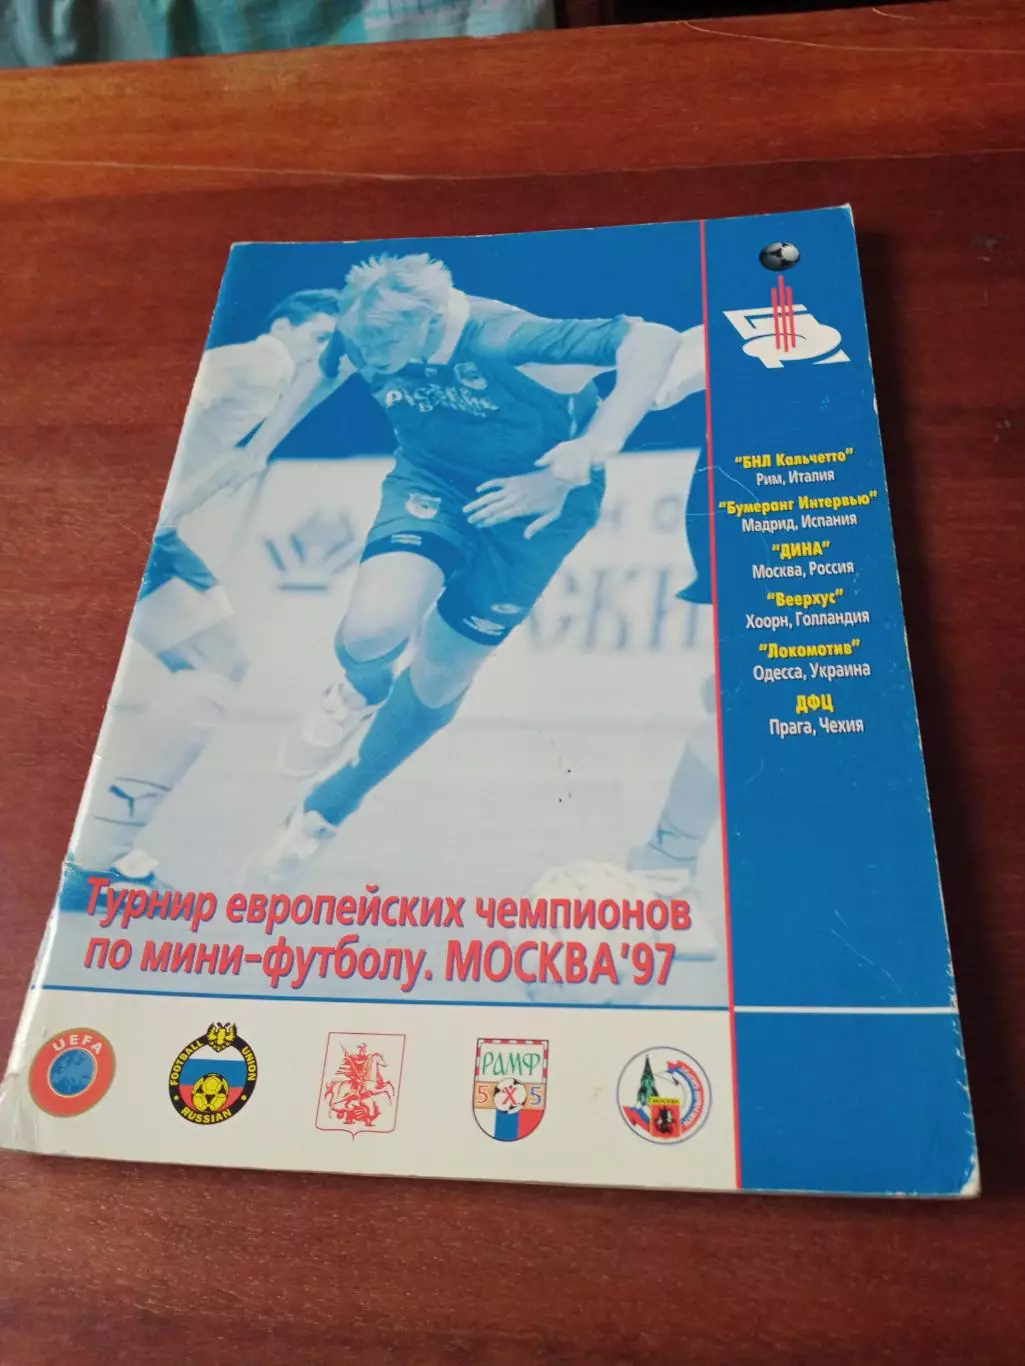 "БНЛ Кальчетто"
Рим, Италия
"Бумеранг Интервью"
Мадрид, Испания
"ДИНА"
Москва, Россия
"Веерхус"
Хоорн, Голландия
"Локомотив"
Одесса, Украина
ДФЦ
Прага, Чехия
Турнир европейских чемпионов
по мини-футболу. МОСКВА'97
UEFA
FOOTBALL UNION
RUSSIAN
РАМФ
5 X 5
МОСКВА